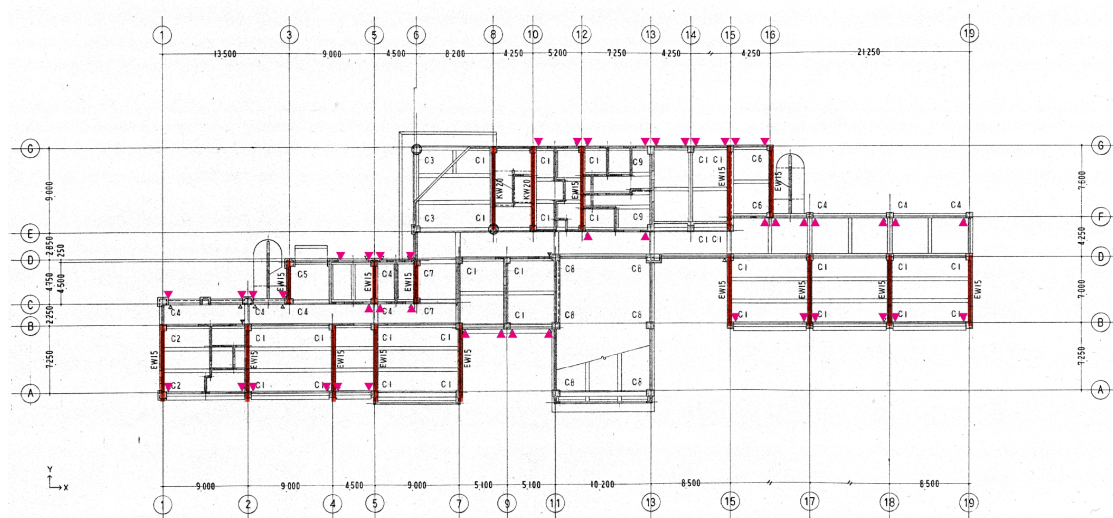 1 3 5 6 8 10 12 13 14 15 16 19
13500 9,000 4500 8,200 4,250 5,200 7,250 4,250 〃 4,250 21,250
G G
C3 C1 KW20 KW20 C1 EW15 C1 C9 C1 C1 EW15 C6
9,000 7,600
C6 C4 C4 C4 F
C3 C1 C1 C1 C9
E C1 C1 4,250
2,850 250
D D
EW15 C5 EW15 C4 EW15 C7 C1 C1 C8 C8 C1 C1 C1
4,750 4,500 EW15 EW15 EW15 EW15 7,000
C
C4 C4 C4 C4 C7
2,250 C1 C1 C8 C8 C1 C1 C1
B B
C2 C1 C1 C1 C1
EW15 EW15 EW15 EW15 EW15
7,250 7,250
C2 C1 C1 C1 C1 C8 C8
A A
Y
X
9,000 9,000 4500 9,000 5,100 5,100 10,200 8,500 〃 〃 8,500
1 2 4 5 7 9 11 13 15 17 18 19